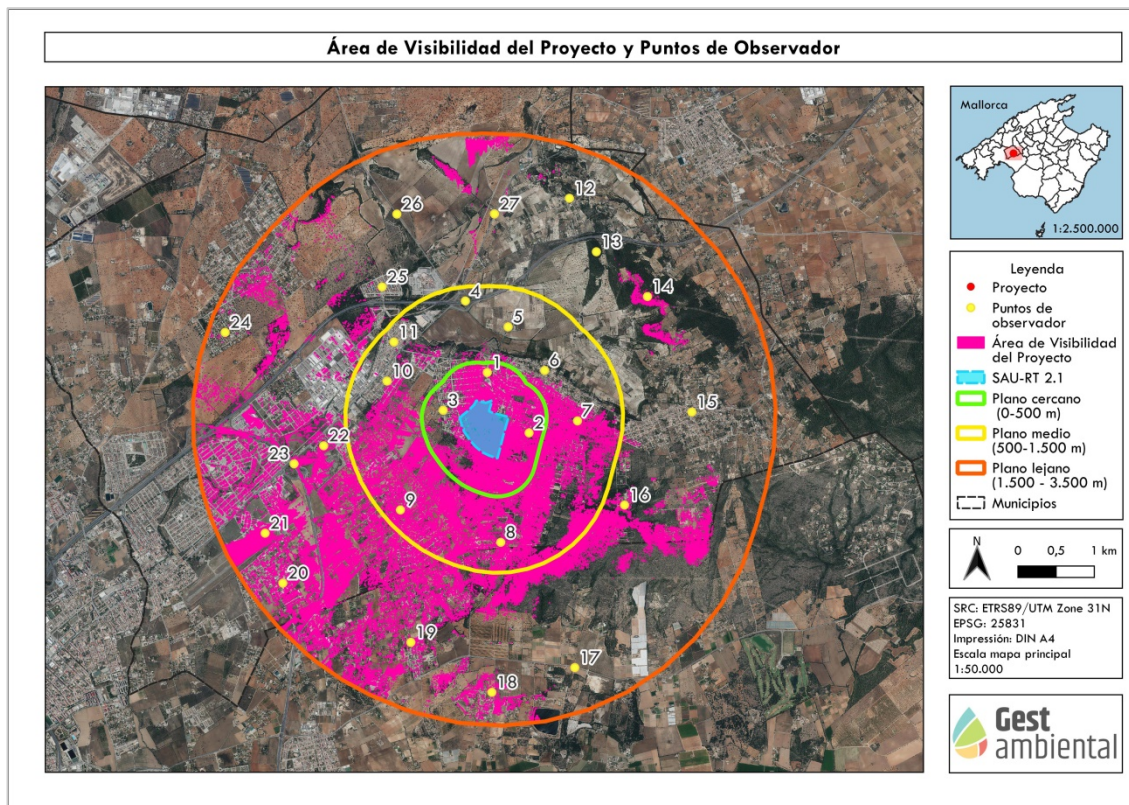 Área de Visibilidad del Proyecto y Puntos de Observador
12
26
27
13
25
14
4
24
5
11
1
6
10
3
15
7
2
22
23
16
9
21
8
20
19
17
18
Mallorca
1:2.500.000
Leyenda
Proyecto
Puntos de
observador
Área de Visibilidad
del Proyecto
SAU-RT 2.1
Plano cercano
(0-500 m)
Plano medio
(500-1.500 m)
Plano lejano
(1.500 - 3.500 m)
Municipios
N
0 0,5 1 km
SRC: ETRS89/UTM Zone 31N
EPSG: 25831
Impressión: DIN A4
Escala mapa principal
1:50.000
Gest
ambiental